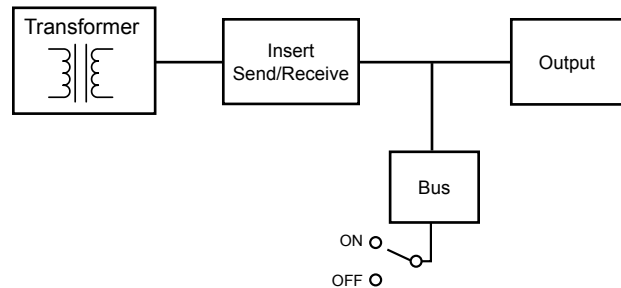 Transformer
Insert
Send/Receive
Output
Bus
ON
OFF